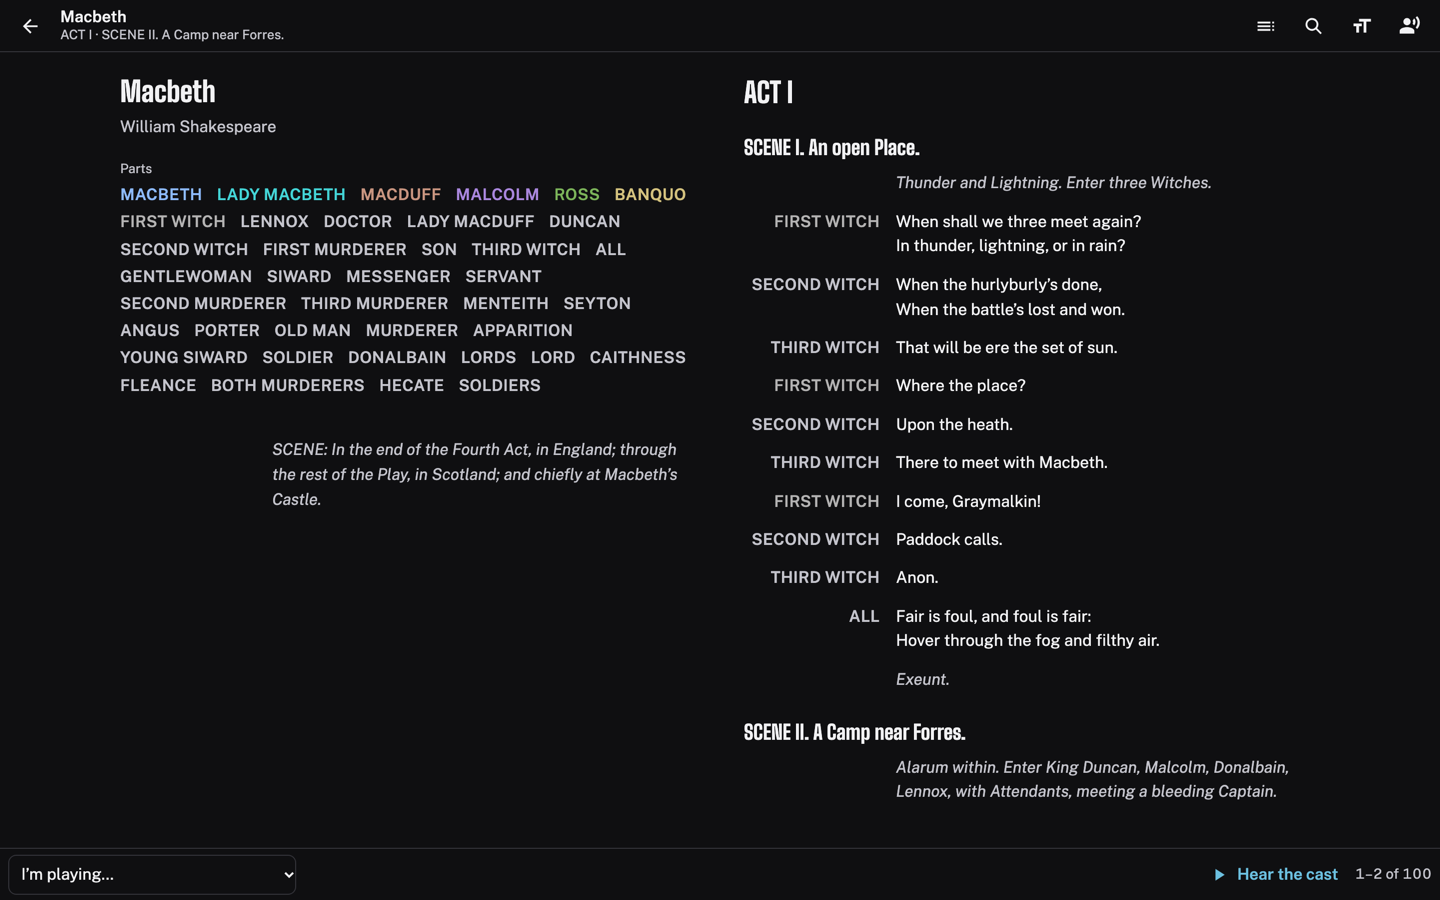 Macbeth
ACT I · SCENE II. A Camp near Forres.
Macbeth
William Shakespeare
Parts
MACBETH LADY MACBETH MACDUFF MALCOLM ROSS BANQUO
FIRST WITCH LENNOX DOCTOR LADY MACDUFF DUNCAN
SECOND WITCH FIRST MURDERER SON THIRD WITCH ALL
GENTLEWOMAN SIWARD MESSENGER SERVANT
SECOND MURDERER THIRD MURDERER MENTEITH SEYTON
ANGUS PORTER OLD MAN MURDERER APPARITION
YOUNG SIWARD SOLDIER DONALBAIN LORDS LORD CAITHNESS
FLEANCE BOTH MURDERERS HECATE SOLDIERS
SCENE: In the end of the Fourth Act, in England; through
the rest of the Play, in Scotland; and chiefly at Macbeth’s
Castle.
ACT I
SCENE I. An open Place.
Thunder and Lightning. Enter three Witches.
FIRST WITCH When shall we three meet again?
In thunder, lightning, or in rain?
SECOND WITCH When the hurlyburly’s done,
When the battle’s lost and won.
THIRD WITCH That will be ere the set of sun.
FIRST WITCH Where the place?
SECOND WITCH Upon the heath.
THIRD WITCH There to meet with Macbeth.
FIRST WITCH I come, Graymalkin!
SECOND WITCH Paddock calls.
THIRD WITCH Anon.
ALL Fair is foul, and foul is fair:
Hover through the fog and filthy air.
Exeunt.
SCENE II. A Camp near Forres.
Alarum within. Enter King Duncan, Malcolm, Donalbain,
Lennox, with Attendants, meeting a bleeding Captain.
I’m playing…
Hear the cast 1–2 of 100